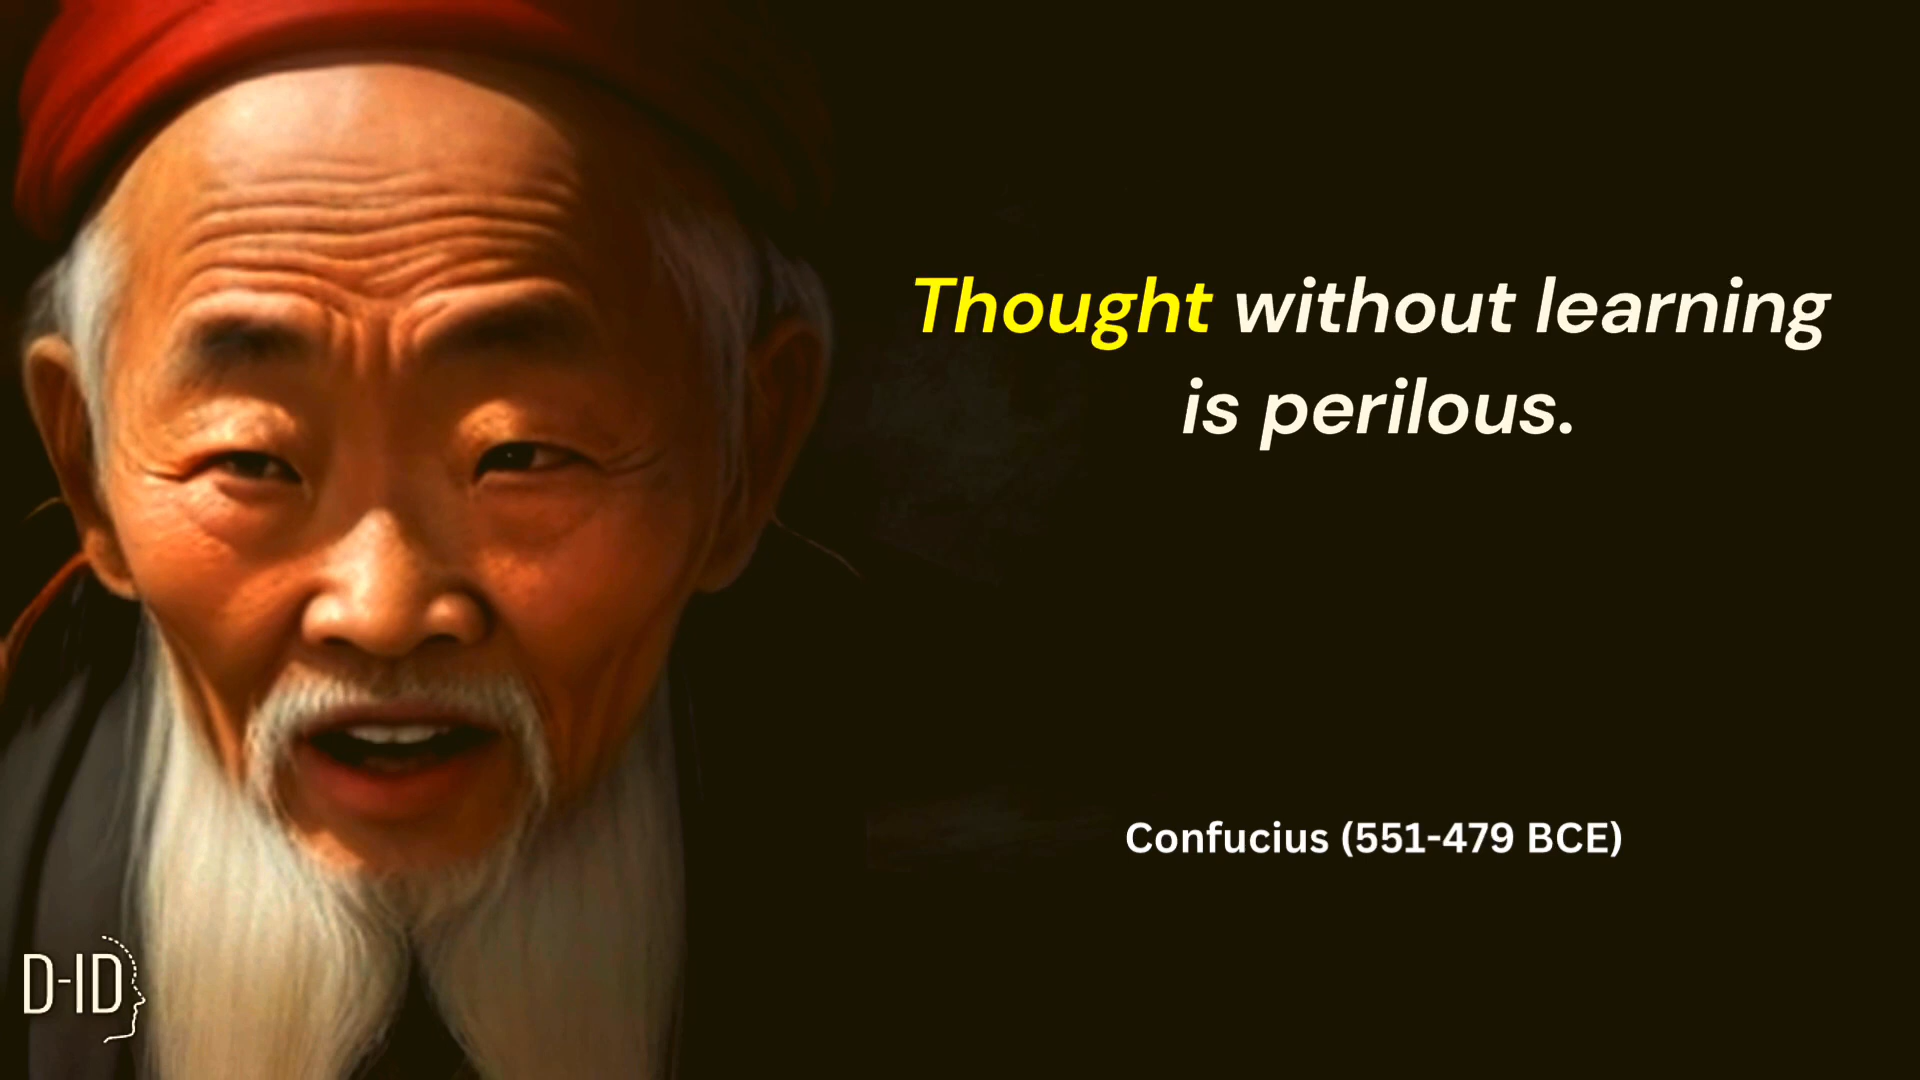 Thought without learning
is perilous.
Confucius (551-479 BCE)
D-ID